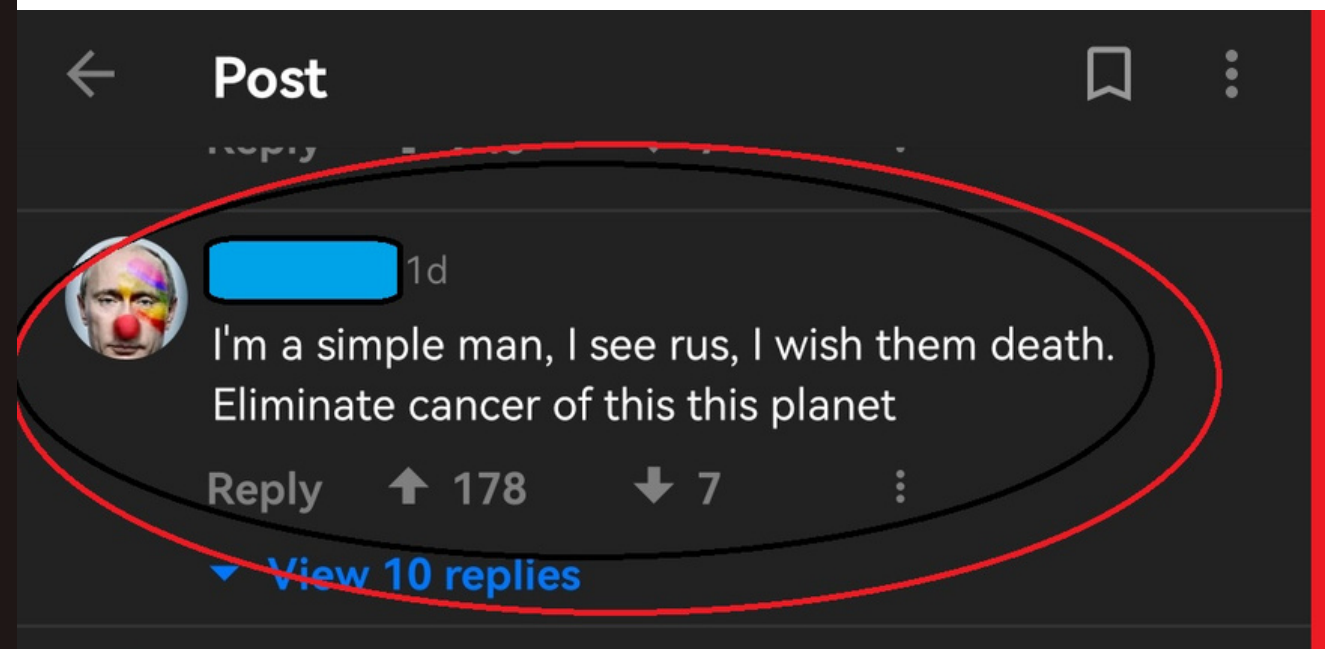 Post
Reply
1d
I'm a simple man, I see rus, I wish them death.
Eliminate cancer of this this planet
Reply 178 7
View 10 replies